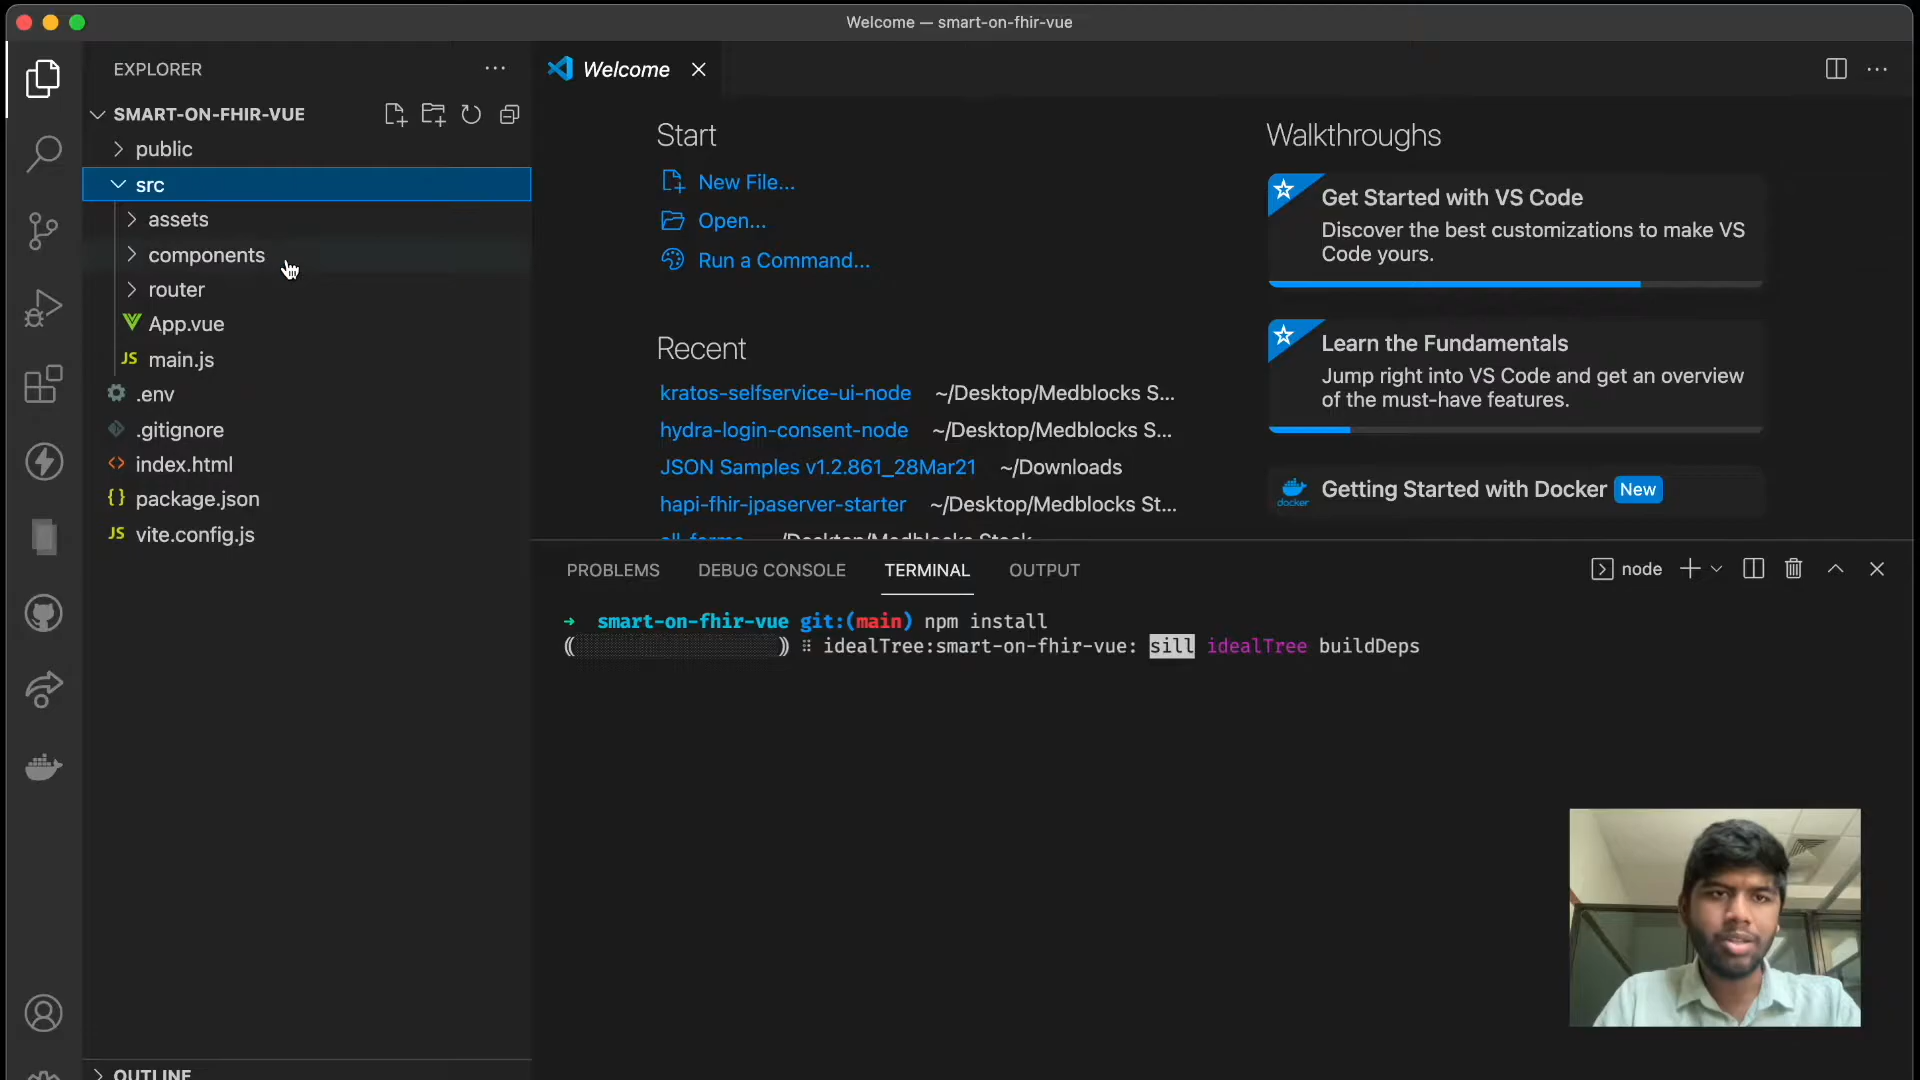 Welcome — smart-on-fhir-vue
EXPLORER
Welcome
SMART-ON-FHIR-VUE
public
src
assets
components
router
App.vue
JS main.js
.env
.gitignore
index.html
{} package.json
JS vite.config.js
OUTLINE
Start
New File...
Open...
Run a Command...
Recent
kratos-selfservice-ui-node ~/Desktop/Medblocks S...
hydra-login-consent-node ~/Desktop/Medblocks S...
JSON Samples v1.2.861_28Mar21 ~/Downloads
hapi-fhir-jpaserver-starter ~/Desktop/Medblocks St...
Walkthroughs
Get Started with VS Code
Discover the best customizations to make VS
Code yours.
Learn the Fundamentals
Jump right into VS Code and get an overview
of the must-have features.
docker Getting Started with Docker New
PROBLEMS DEBUG CONSOLE TERMINAL OUTPUT node
→ smart-on-fhir-vue git:(main) npm install
(░░░░░░░░░░░░░░░░░░) ⠿ idealTree:smart-on-fhir-vue: sill idealTree buildDeps